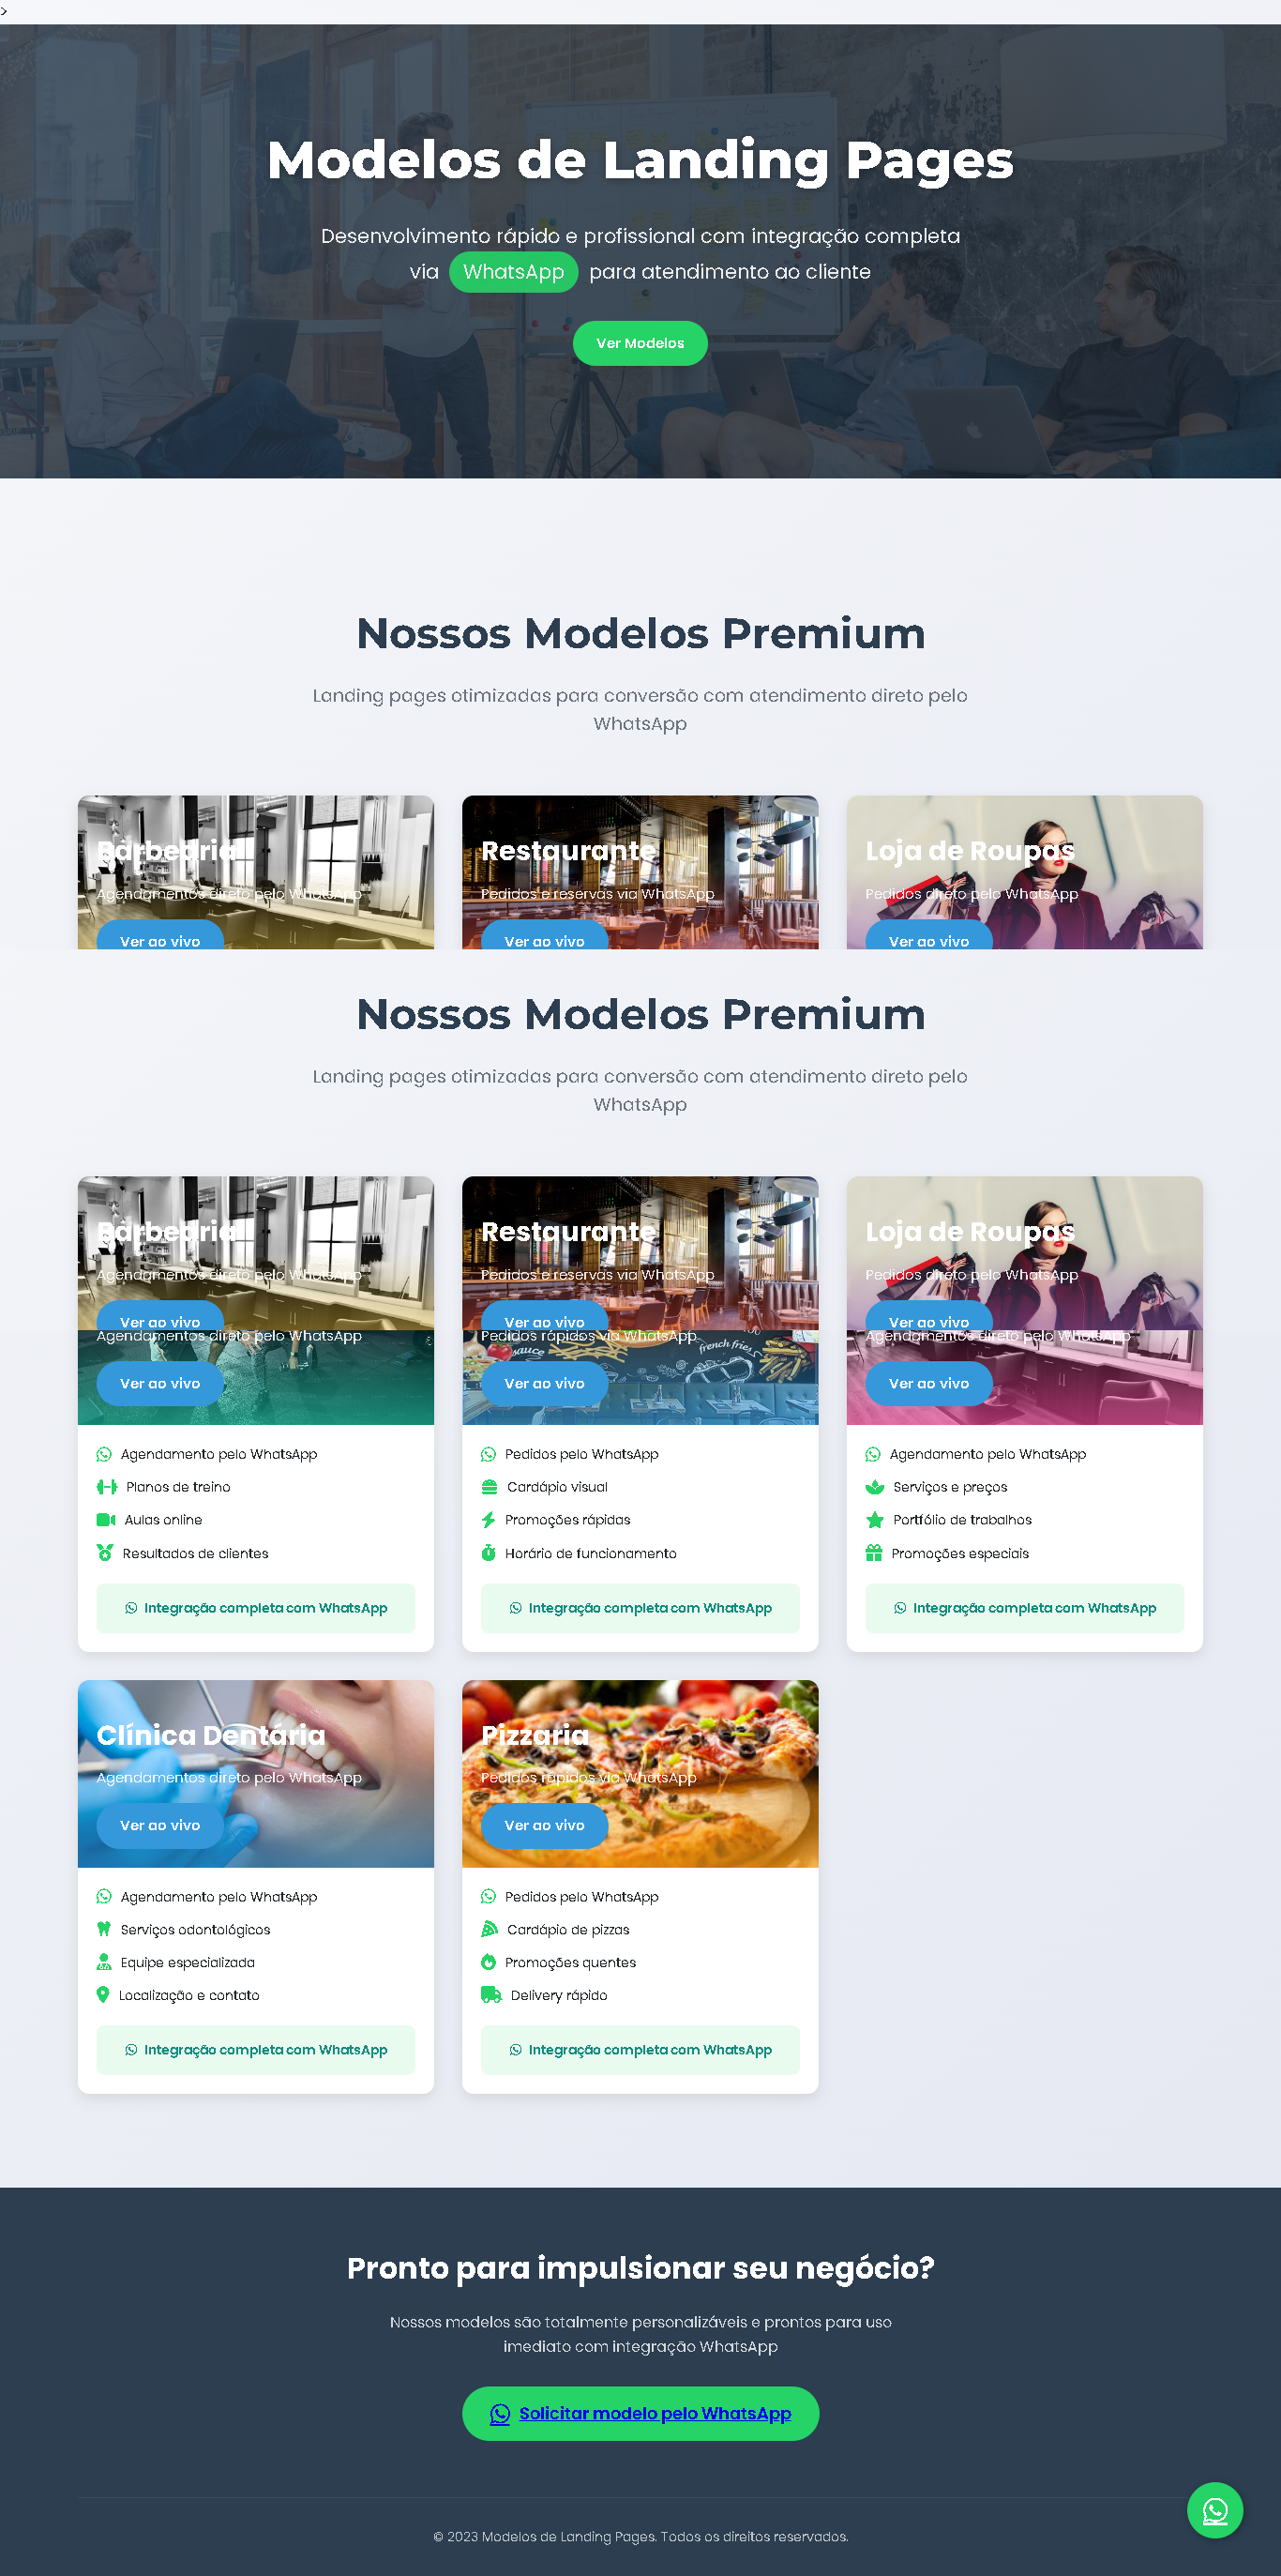 >
Modelos de Landing Pages
Desenvolvimento rápido e profissional com integração completa
via WhatsApp para atendimento ao cliente
Ver Modelos
Nossos Modelos Premium
Landing pages otimizadas para conversão com atendimento direto pelo
WhatsApp
Barbearia
Agendamentos direto pelo WhatsApp
Ver ao vivo
Restaurante
Pedidos e reservas via WhatsApp
Ver ao vivo
Loja de Roupas
Pedidos direto pelo WhatsApp
Ver ao vivo
Nossos Modelos Premium
Landing pages otimizadas para conversão com atendimento direto pelo
WhatsApp
Barbearia
Agendamentos direto pelo WhatsApp
Ver ao vivo
Restaurante
Pedidos e reservas via WhatsApp
Ver ao vivo
Loja de Roupas
Pedidos direto pelo WhatsApp
Ver ao vivo
Agendamentos direto pelo WhatsApp
Ver ao vivo
Agendamento pelo WhatsApp
Planos de treino
Aulas online
Resultados de clientes
Integração completa com WhatsApp
Pedidos rápidos via WhatsApp
sauce
french fries
Ver ao vivo
Pedidos pelo WhatsApp
Cardápio visual
Promoções rápidas
Horário de funcionamento
Integração completa com WhatsApp
Agendamentos direto pelo WhatsApp
Ver ao vivo
Agendamento pelo WhatsApp
Serviços e preços
Portfólio de trabalhos
Promoções especiais
Integração completa com WhatsApp
Clínica Dentária
Agendamentos direto pelo WhatsApp
Ver ao vivo
Agendamento pelo WhatsApp
Serviços odontológicos
Equipe especializada
Localização e contato
Integração completa com WhatsApp
Pizzaria
Pedidos rápidos via WhatsApp
Ver ao vivo
Pedidos pelo WhatsApp
Cardápio de pizzas
Promoções quentes
Delivery rápido
Integração completa com WhatsApp
Pronto para impulsionar seu negócio?
Nossos modelos são totalmente personalizáveis e prontos para uso
imediato com integração WhatsApp
Solicitar modelo pelo WhatsApp
© 2023 Modelos de Landing Pages. Todos os direitos reservados.